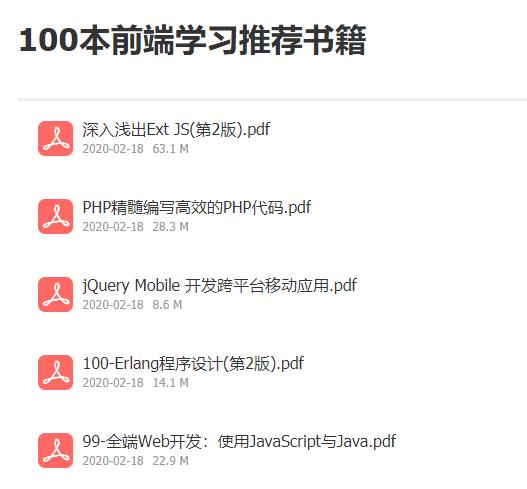 100本前端学习推荐书籍
深入浅出Ext JS(第2版).pdf
2020-02-18 63.1 M
PHP精髓编写高效的PHP代码.pdf
2020-02-18 28.3 M
jQuery Mobile 开发跨平台移动应用.pdf
2020-02-18 8.6 M
100-Erlang程序设计(第2版).pdf
2020-02-18 14.1 M
99-全端Web开发：使用JavaScript与Java.pdf
2020-02-18 22.9 M